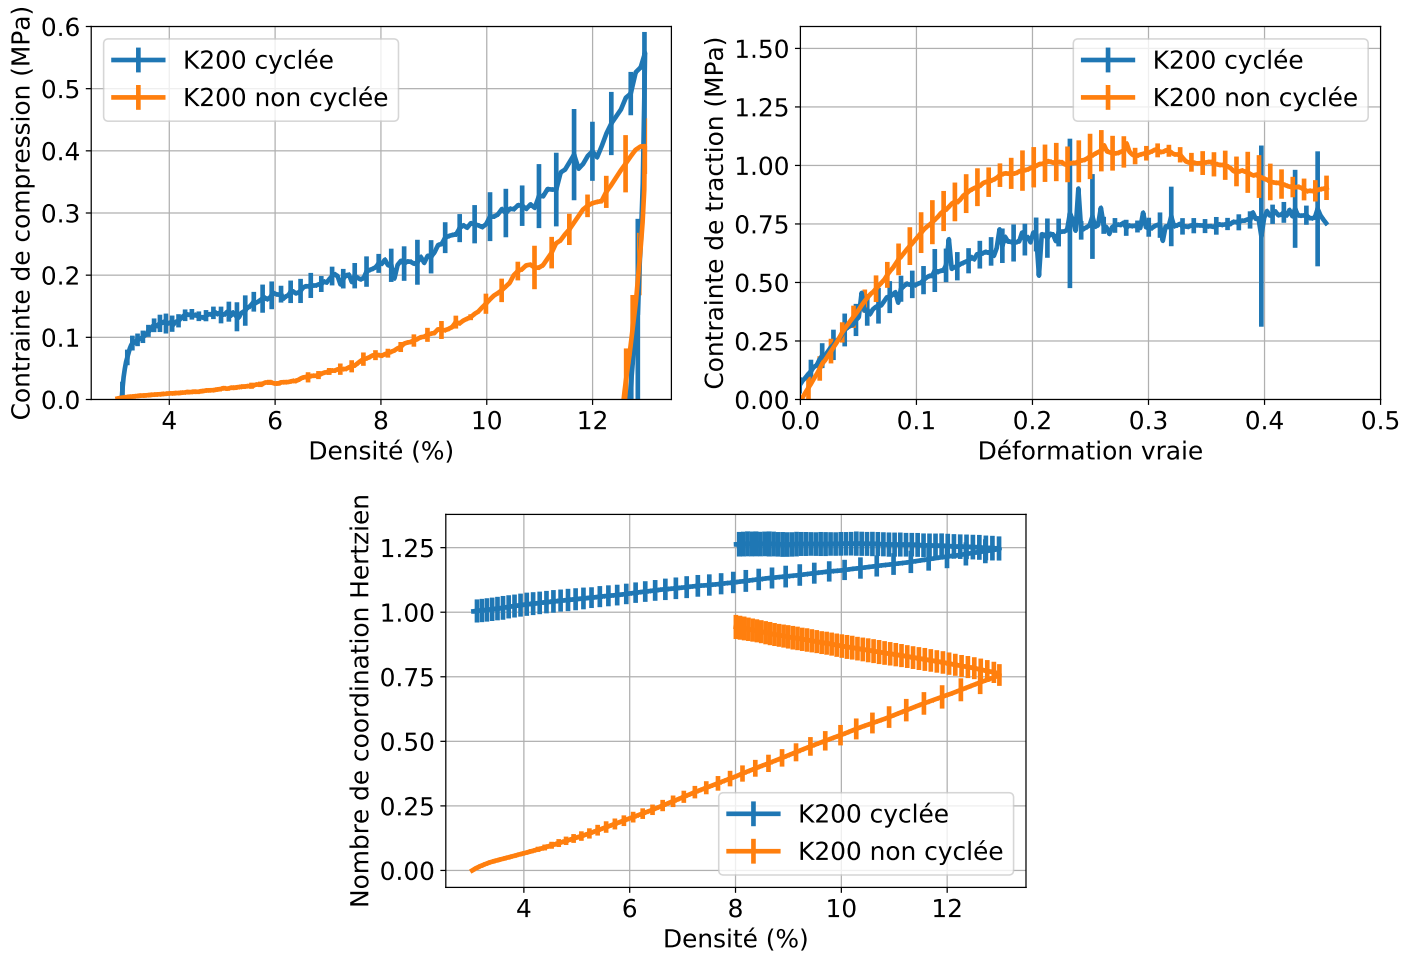 Contrainte de compression (MPa)
0.6
0.5
0.4
0.3
0.2
0.1
0.0
K200 cyclée
K200 non cyclée
4 6 8 10 12
Densité (%)
Contrainte de traction (MPa)
1.50
1.25
1.00
0.75
0.50
0.25
0.00
K200 cyclée
K200 non cyclée
0.0 0.1 0.2 0.3 0.4 0.5
Déformation vraie
Nombre de coordination Hertzien
1.25
1.00
0.75
0.50
0.25
0.00
K200 cyclée
K200 non cyclée
4 6 8 10 12
Densité (%)